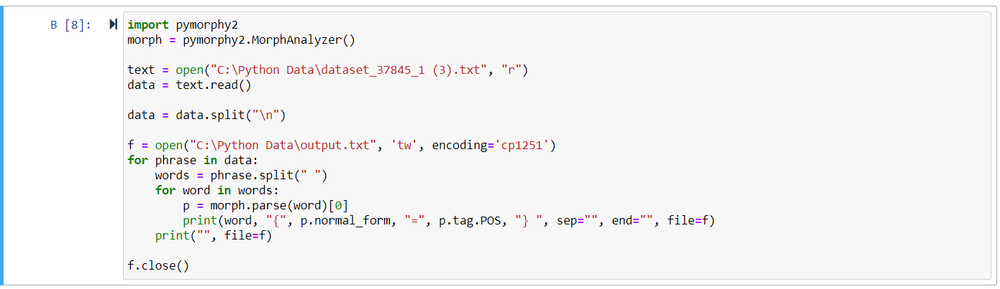 В [8]:
import pymorphy2
morph = pymorphy2.MorphAnalyzer()
text = open("C:\Python Data\dataset_37845_1 (3).txt", "r")
data = text.read()
data = data.split("\n")
f = open("C:\Python Data\output.txt", 'tw', encoding='cp1251')
for phrase in data:
    words = phrase.split(" ")
    for word in words:
        p = morph.parse(word)[0]
        print(word, "{", p.normal_form, "=", p.tag.POS, "} ", sep="", end="", file=f)
    print("", file=f)
f.close()